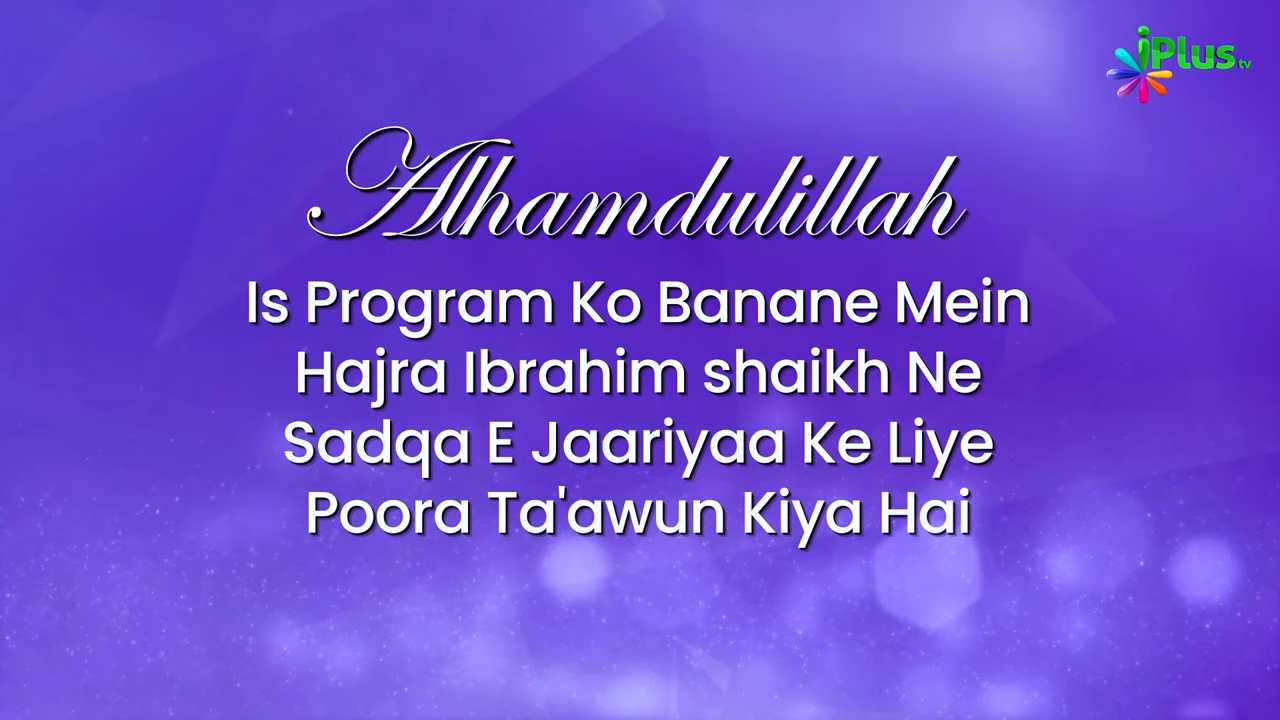 iPlus tv
Alhamdulillah
Is Program Ko Banane Mein
Hajra Ibrahim shaikh Ne
Sadqa E Jaariyaa Ke Liye
Poora Ta'awun Kiya Hai